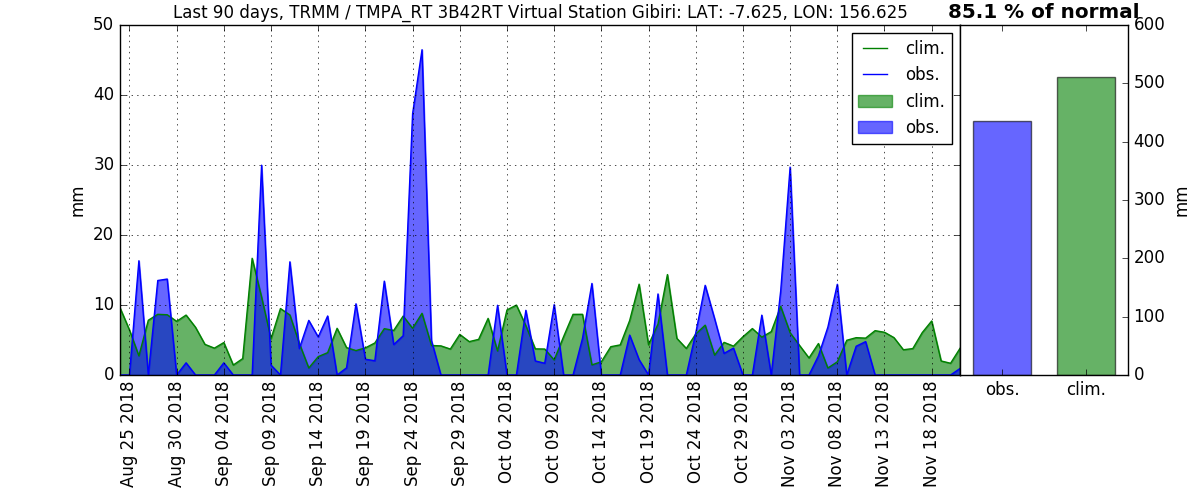 Last 90 days, TRMM / TMPA_RT 3B42RT Virtual Station Gibiri: LAT: -7.625, LON: 156.625
85.1 % of normal
mm
50
40
30
20
10
0
clim.
obs.
clim.
obs.
Aug 25 2018
Aug 30 2018
Sep 04 2018
Sep 09 2018
Sep 14 2018
Sep 19 2018
Sep 24 2018
Sep 29 2018
Oct 04 2018
Oct 09 2018
Oct 14 2018
Oct 19 2018
Oct 24 2018
Oct 29 2018
Nov 03 2018
Nov 08 2018
Nov 13 2018
Nov 18 2018
600
500
400
300
200
100
0
mm
obs.
clim.